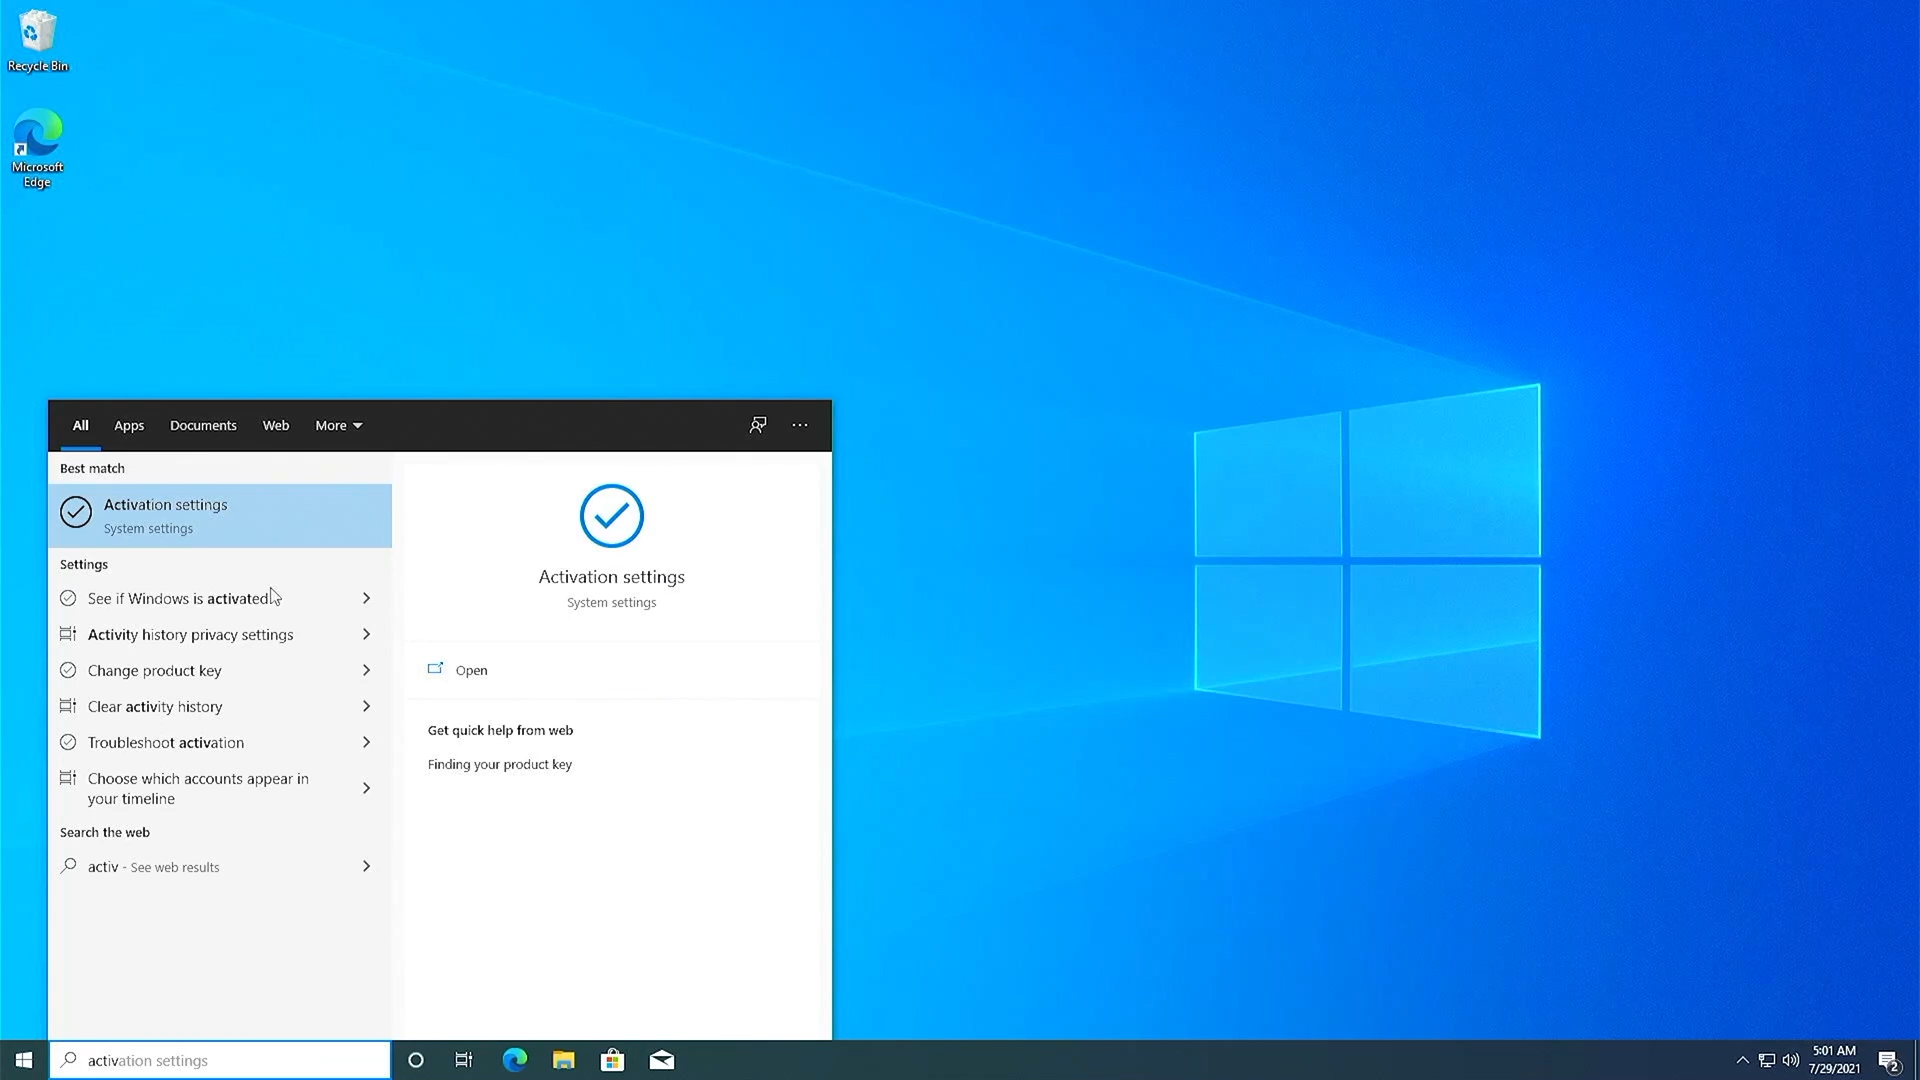 Recycle Bin
Microsoft
Edge
All Apps Documents Web More
Best match
Activation settings
System settings
Settings
See if Windows is activated
Activity history privacy settings
Change product key
Clear activity history
Troubleshoot activation
Choose which accounts appear in
your timeline
Search the web
activ - See web results
Activation settings
System settings
Open
Get quick help from web
Finding your product key
activation settings
5:01 AM
7/29/2021
2